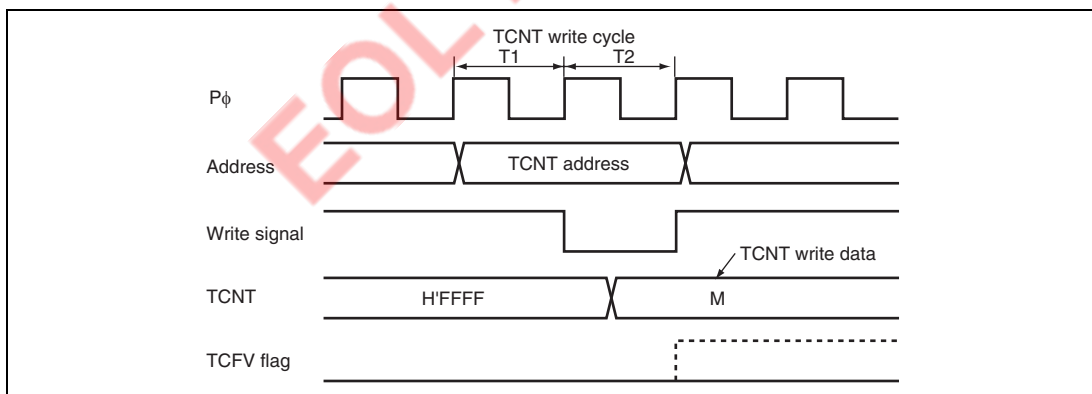 EOL
TCNT write cycle
T1 T2
Pϕ
Address
TCNT address
Write signal
TCNT write data
TCNT
H'FFFF
M
TCFV flag